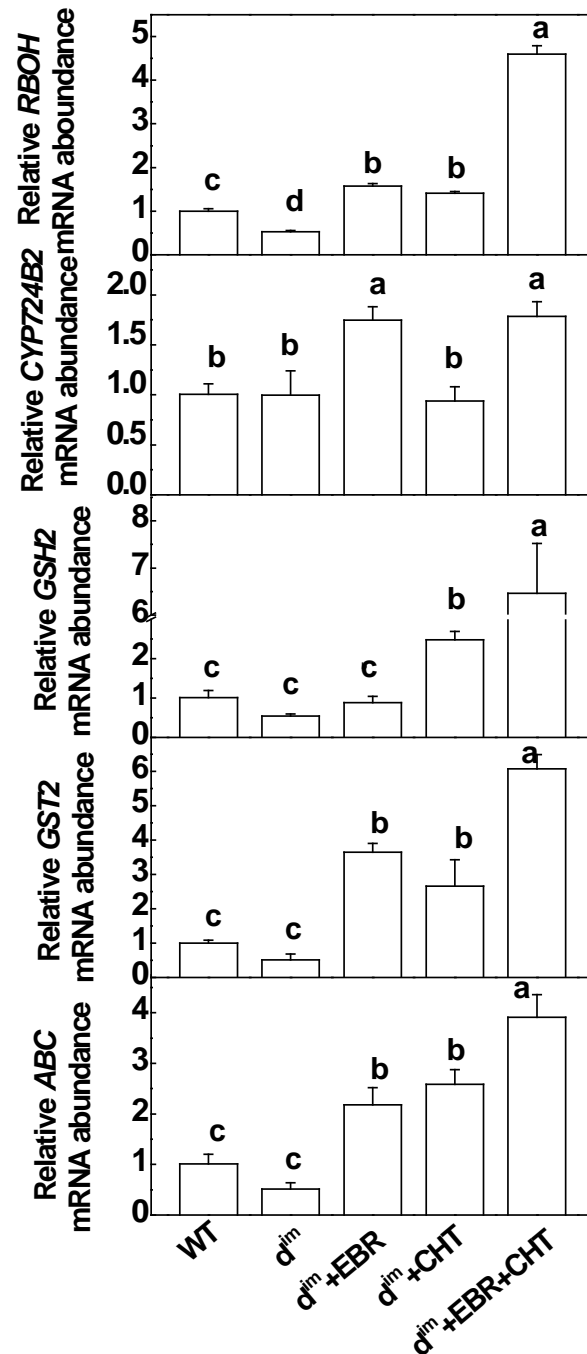 Relative RBOH
mRNA aboundance
5
4
3
2
1
0
c
d
b
b
a
Relative CYP724B2
mRNA abundance
2.0
1.5
1.0
0.5
0.0
b
b
a
b
a
Relative GSH2
mRNA abundance
8
7
6
2
1
0
c
c
c
b
a
Relative GST2
mRNA abundance
6
5
4
3
2
1
0
c
c
b
b
a
Relative ABC
mRNA abundance
4
3
2
1
0
c
c
b
b
a
WT
d^im
d^im+EBR
d^im+CHT
d^im+EBR+CHT